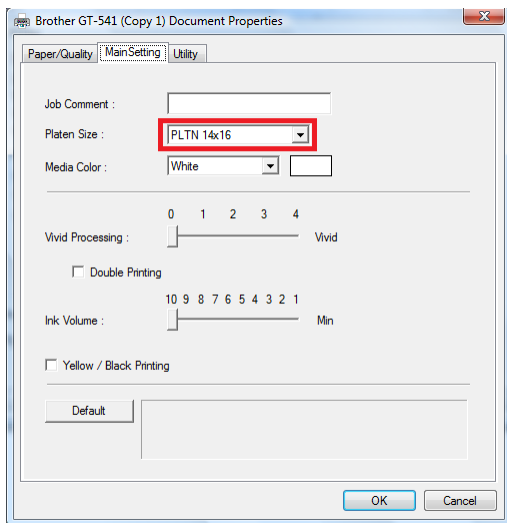 Brother GT-541 (Copy 1) Document Properties
Paper/Quality MainSetting Utility
Job Comment :
Platen Size : PLTN 14x16
Media Color : White
0 1 2 3 4
Vivid Processing : Vivid
Double Printing
10 9 8 7 6 5 4 3 2 1
Ink Volume : Min
Yellow / Black Printing
Default
OK Cancel